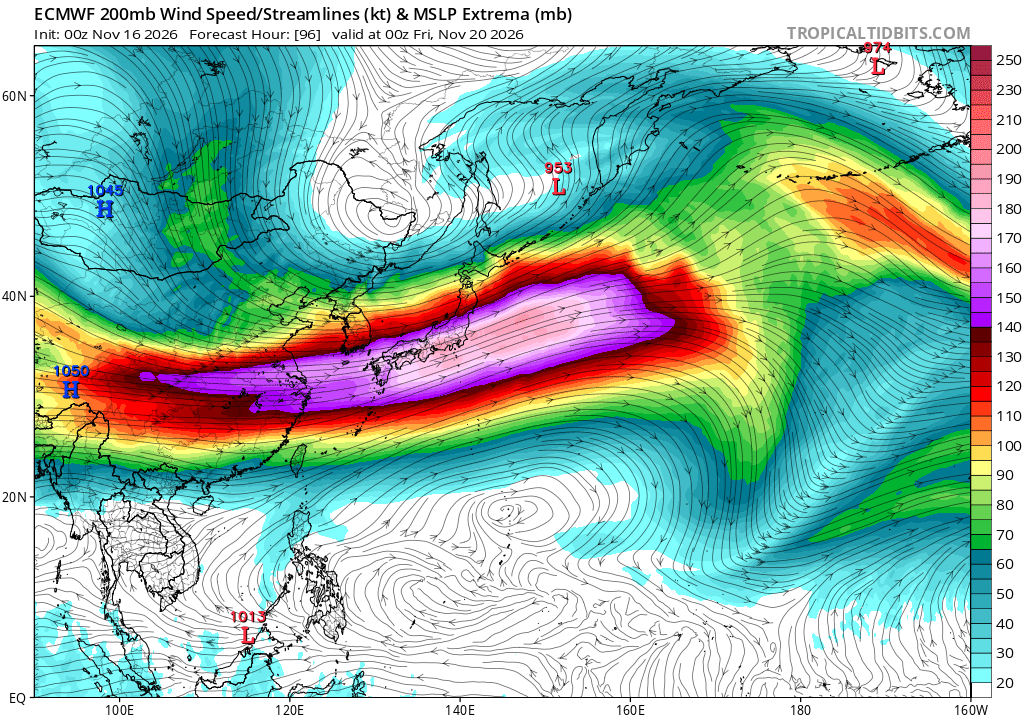 ECMWF 200mb Wind Speed/Streamlines (kt) & MSLP Extrema (mb)
Init: 00z Nov 16 2026 Forecast Hour: [96] valid at 00z Fri, Nov 20 2026
TROPICALTIDBITS.COM
974
L
60N
953
L
1045
H
40N
1050
H
20N
1013
L
EQ
100E 120E 140E 160E 180 160W
250
230
210
200
190
180
170
160
150
140
130
120
110
100
90
80
70
60
50
40
30
20